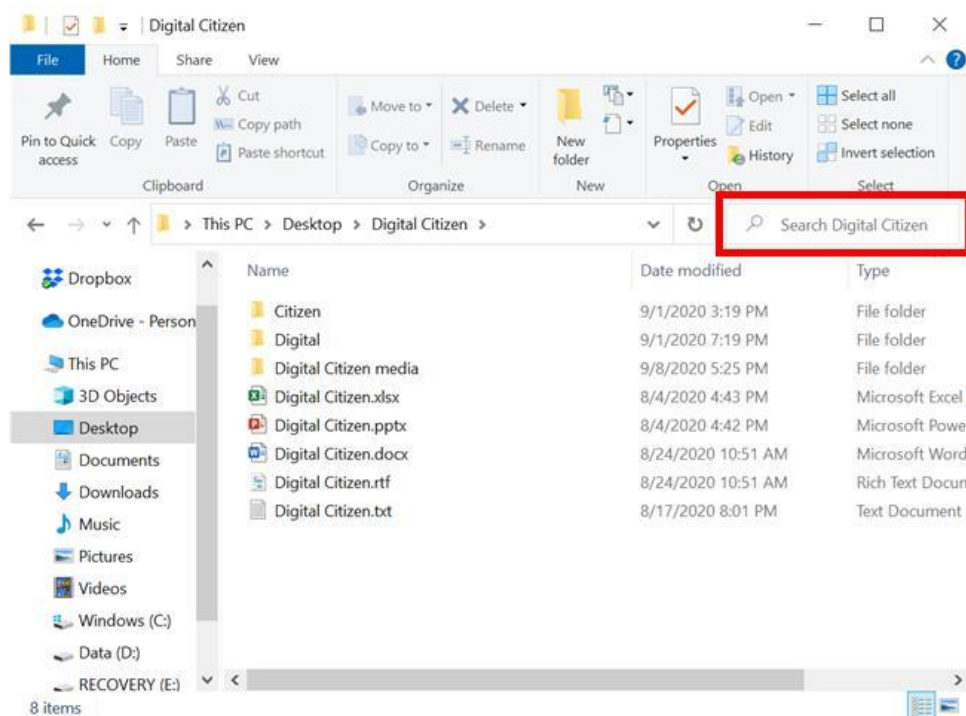 Digital Citizen
File Home Share View
Pin to Quick access
Copy
Paste
Cut
Copy path
Paste shortcut
Clipboard
Move to
Copy to
Delete
Rename
Organize
New folder
New
Properties
Open
Edit
History
Open
Select all
Select none
Invert selection
Select
This PC > Desktop > Digital Citizen >
Search Digital Citizen
Dropbox
OneDrive - Person
This PC
3D Objects
Desktop
Documents
Downloads
Music
Pictures
Videos
Windows (C:)
Data (D:)
RECOVERY (E:)
Name Date modified Type
Citizen 9/1/2020 3:19 PM File folder
Digital 9/1/2020 7:19 PM File folder
Digital Citizen media 9/8/2020 5:25 PM File folder
Digital Citizen.xlsx 8/4/2020 4:43 PM Microsoft Excel
Digital Citizen.pptx 8/4/2020 4:42 PM Microsoft Powe
Digital Citizen.docx 8/24/2020 10:51 AM Microsoft Word
Digital Citizen.rtf 8/24/2020 10:51 AM Rich Text Docun
Digital Citizen.txt 8/17/2020 8:01 PM Text Document
8 items